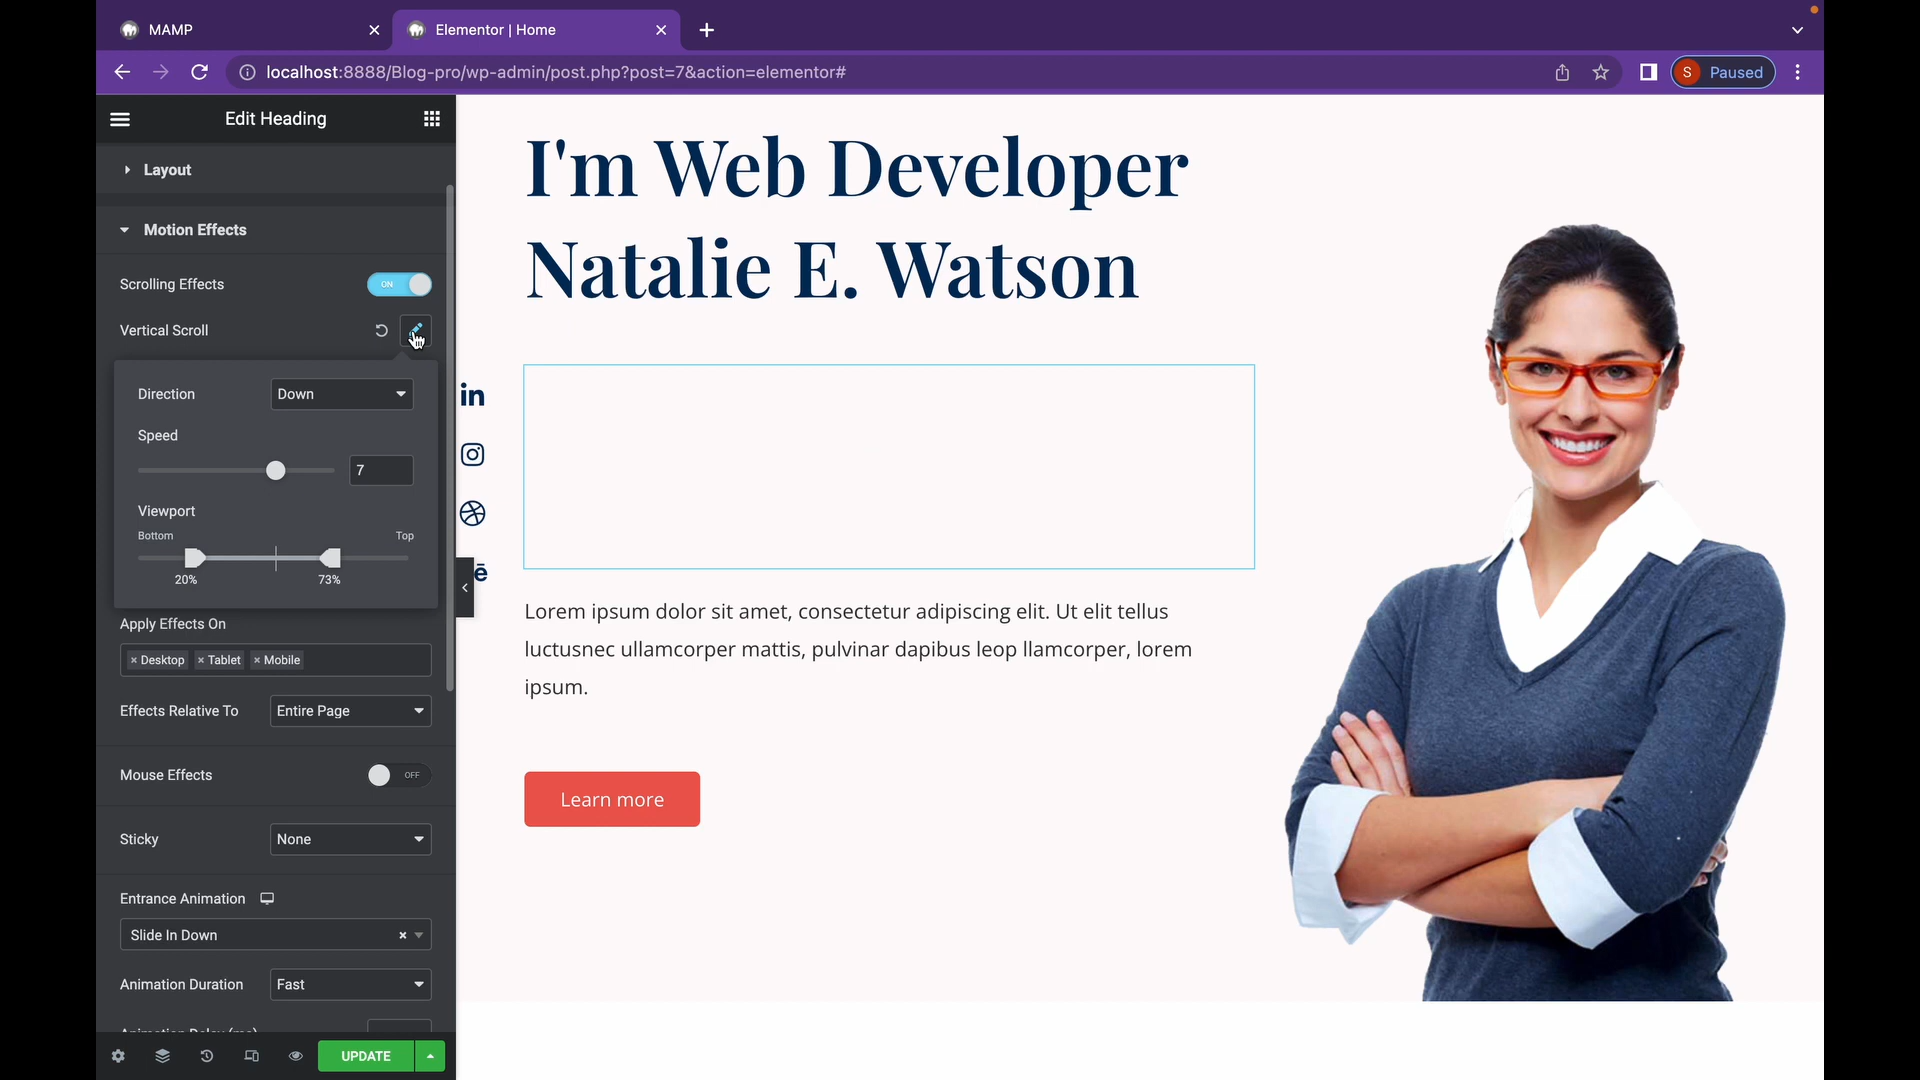 MAMP
Elementor | Home
localhost:8888/Blog-pro/wp-admin/post.php?post=7&action=elementor#
S
Paused
Edit Heading
Layout
Motion Effects
Scrolling Effects
ON
Vertical Scroll
Direction
Down
Speed
7
Viewport
Bottom
Top
20%
73%
Apply Effects On
× Desktop × Tablet × Mobile
Effects Relative To
Entire Page
Mouse Effects
OFF
Sticky
None
Entrance Animation
Slide In Down
Animation Duration
Fast
UPDATE
I'm Web Developer
Natalie E. Watson
in
Lorem ipsum dolor sit amet, consectetur adipiscing elit. Ut elit tellus
luctusnec ullamcorper mattis, pulvinar dapibus leop llamcorper, lorem
ipsum.
Learn more